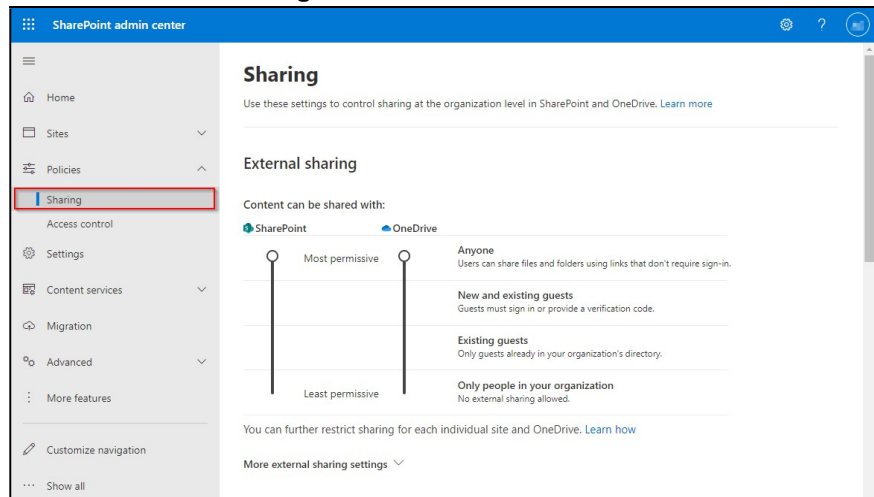 SharePoint admin center
?
Home
Sites
Policies
Sharing
Access control
Settings
Content services
Migration
Advanced
More features
Customize navigation
Show all
Sharing
Use these settings to control sharing at the organization level in SharePoint and OneDrive. Learn more
External sharing
Content can be shared with:
SharePoint OneDrive
Most permissive
Anyone
Users can share files and folders using links that don't require sign-in.
New and existing guests
Guests must sign in or provide a verification code.
Existing guests
Only guests already in your organization's directory.
Least permissive
Only people in your organization
No external sharing allowed.
You can further restrict sharing for each individual site and OneDrive. Learn how
More external sharing settings